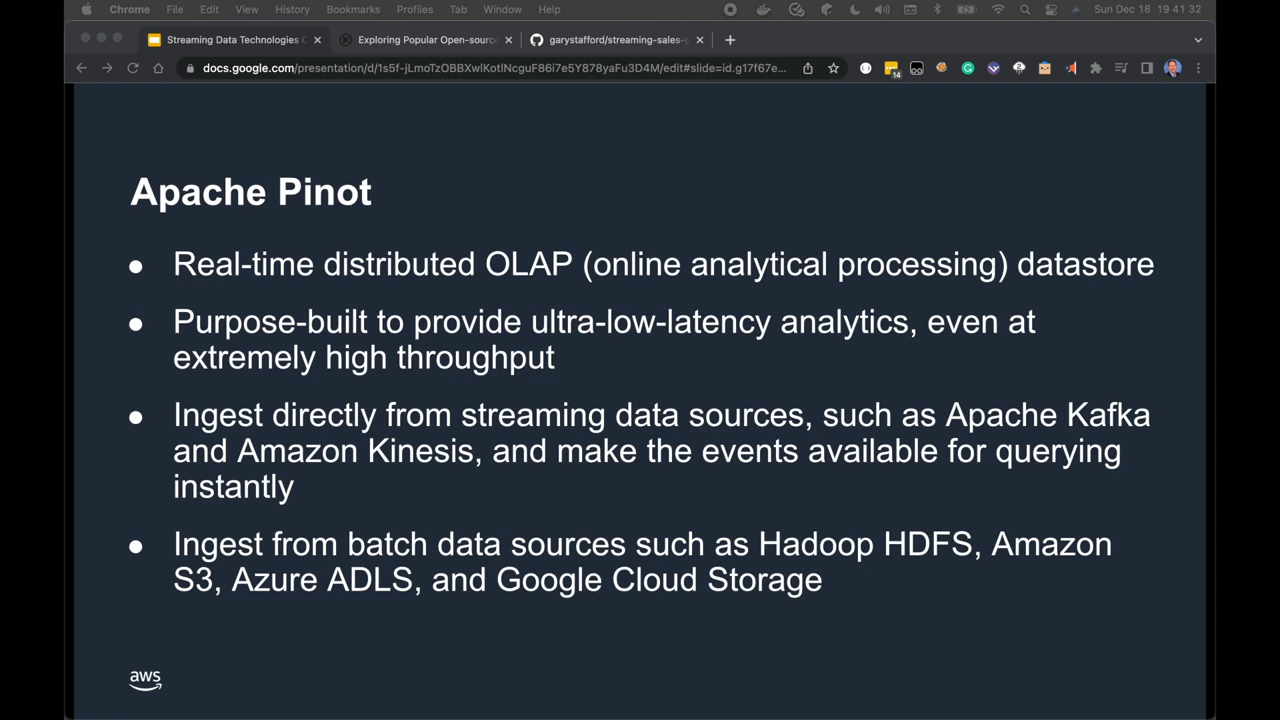 Chrome File Edit View History Bookmarks Profiles Tab Window Help Sun Dec 18 19 41 32
Streaming Data Technologies
Exploring Popular Open-sourc
garystafford/streaming-sales-
docs.google.com/presentation/d/1s5f-jLmoTzOBBXwlKotlNcguF86i7e5Y878yaFu3D4M/edit#slide=id.g17f67e...
14
Apache Pinot
● Real-time distributed OLAP (online analytical processing) datastore
● Purpose-built to provide ultra-low-latency analytics, even at
extremely high throughput
● Ingest directly from streaming data sources, such as Apache Kafka
and Amazon Kinesis, and make the events available for querying
instantly
● Ingest from batch data sources such as Hadoop HDFS, Amazon
S3, Azure ADLS, and Google Cloud Storage
aws